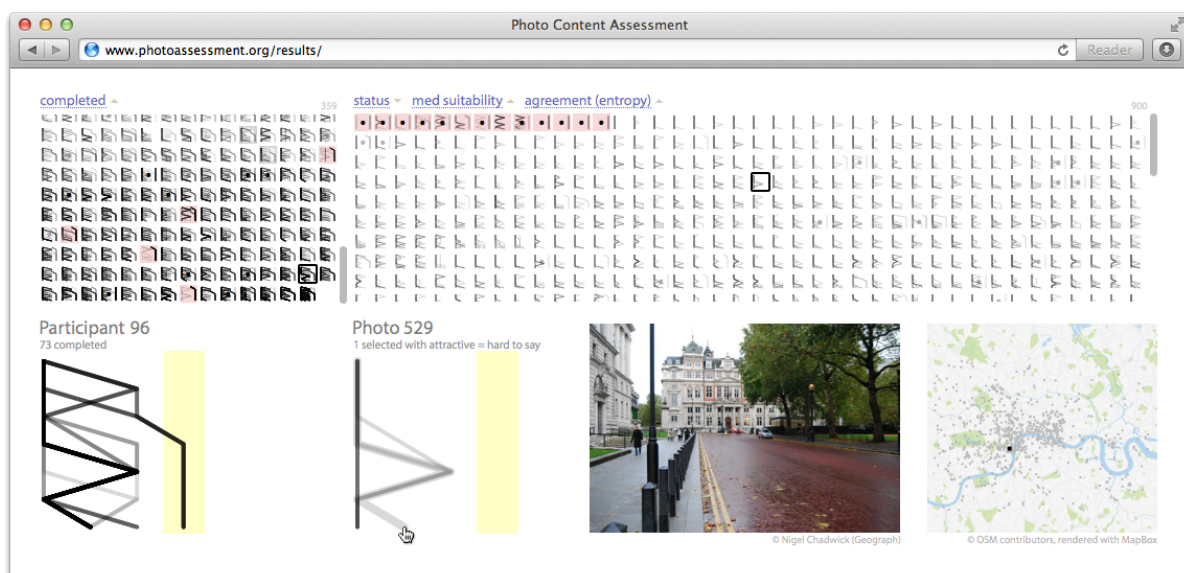 Photo Content Assessment
www.photoassessment.org/results/
Reader
completed
359
status
med suitability
agreement (entropy)
900
Participant 96
73 completed
Photo 529
1 selected with attractive = hard to say
© Nigel Chadwick (Geograph)
© OSM contributors, rendered with MapBox